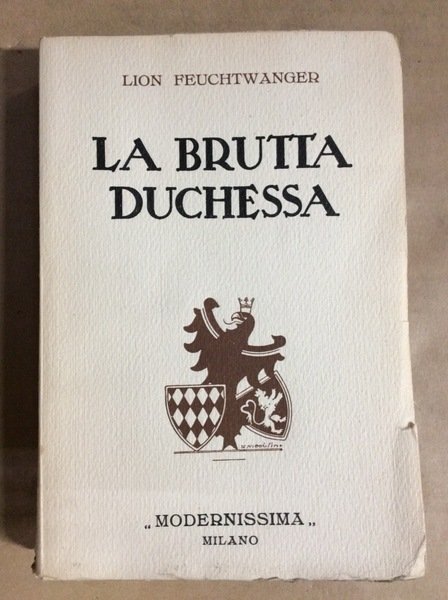 LION FEUCHTWANGER
LA BRUTTA
DUCHESSA
„MODERNISSIMA„
MILANO